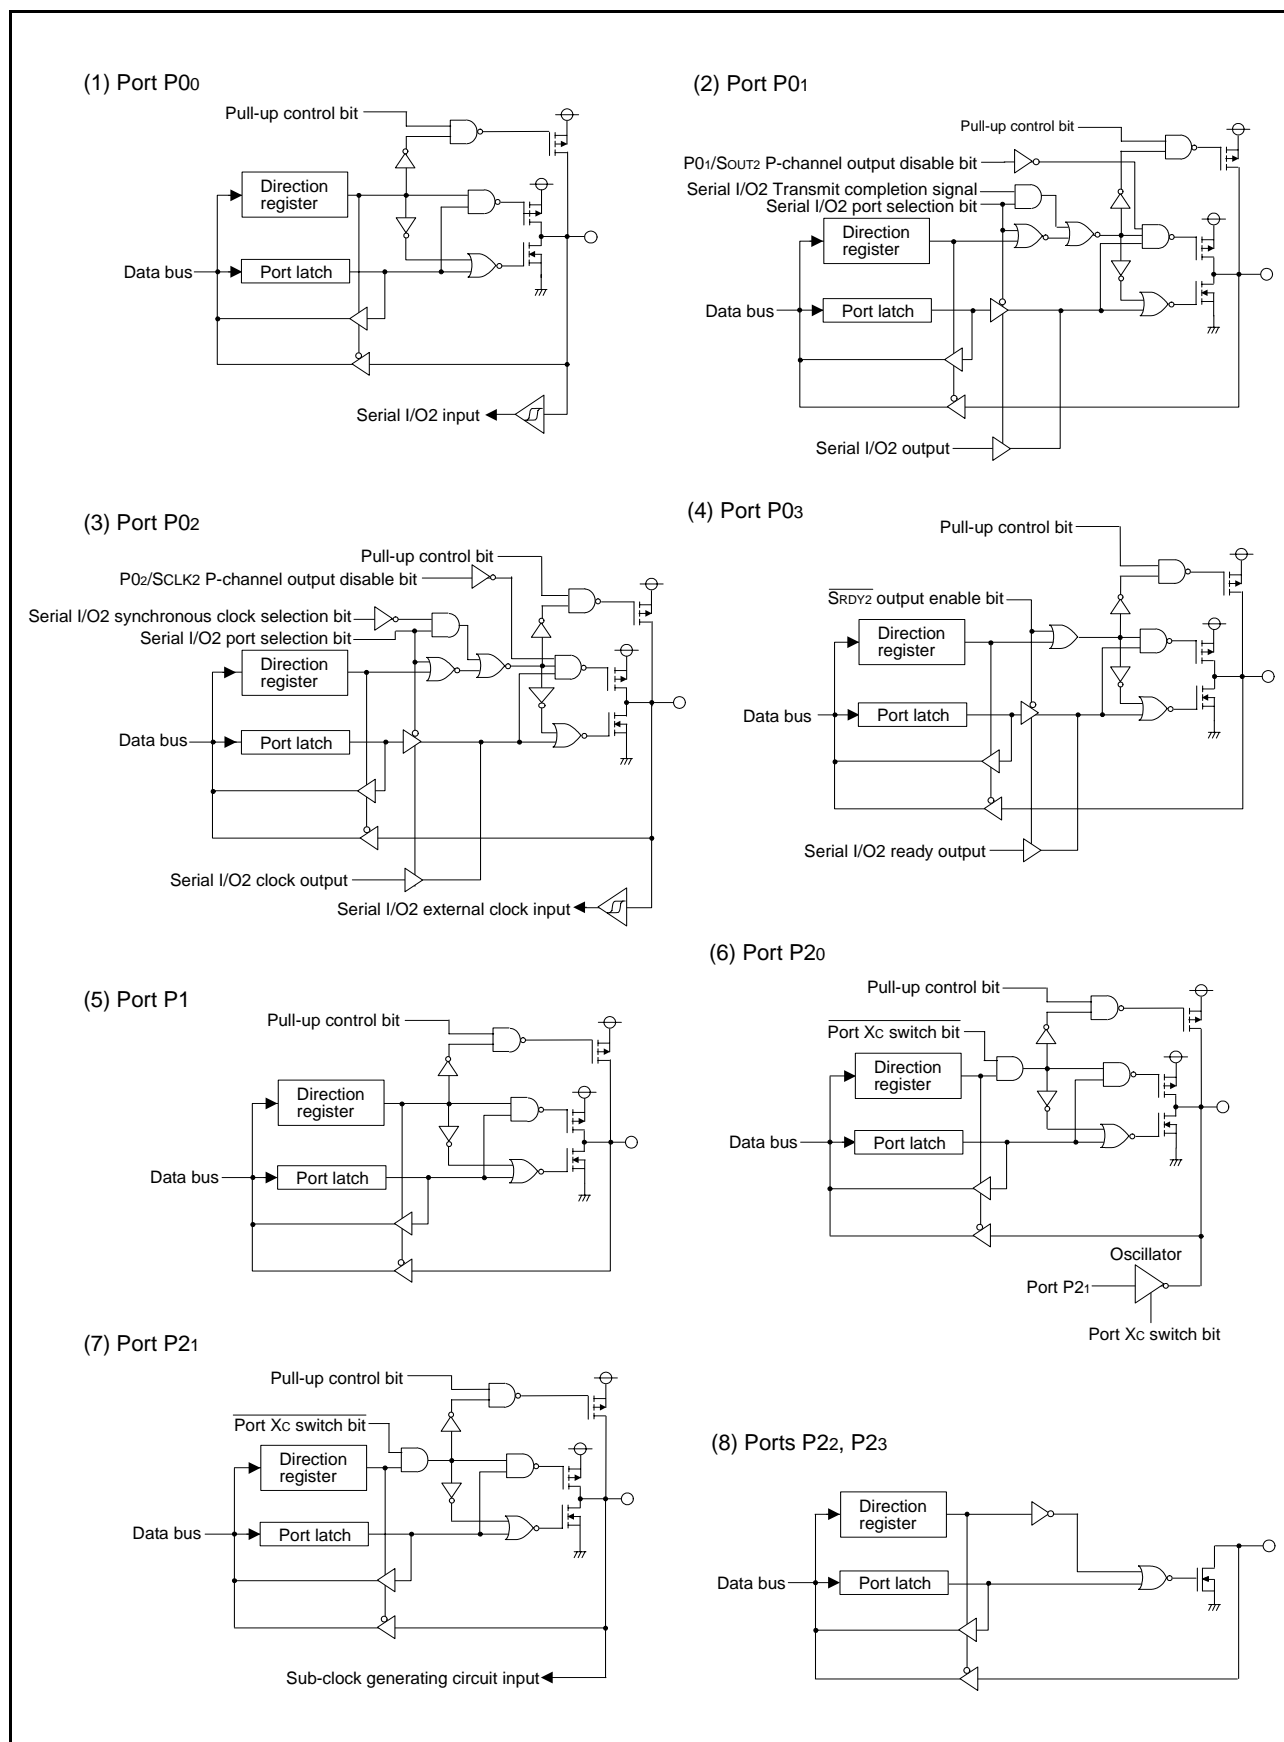 (1) Port P00
Pull-up control bit
Direction
register
Data bus
Port latch
Serial I/O2 input
(2) Port P01
Pull-up control bit
P01/SOUT2 P-channel output disable bit
Serial I/O2 Transmit completion signal
Serial I/O2 port selection bit
Direction
register
Data bus
Port latch
Serial I/O2 output
(3) Port P02
Pull-up control bit
P02/SCLK2 P-channel output disable bit
Serial I/O2 synchronous clock selection bit
Serial I/O2 port selection bit
Direction
register
Data bus
Port latch
Serial I/O2 clock output
Serial I/O2 external clock input
(4) Port P03
Pull-up control bit
SRDY2 output enable bit
Direction
register
Data bus
Port latch
Serial I/O2 ready output
(5) Port P1
Pull-up control bit
Direction
register
Data bus
Port latch
(6) Port P20
Pull-up control bit
Port XC switch bit
Direction
register
Data bus
Port latch
Oscillator
Port P21
Port XC switch bit
(7) Port P21
Pull-up control bit
Port XC switch bit
Direction
register
Data bus
Port latch
Sub-clock generating circuit input
(8) Ports P22, P23
Direction
register
Data bus
Port latch